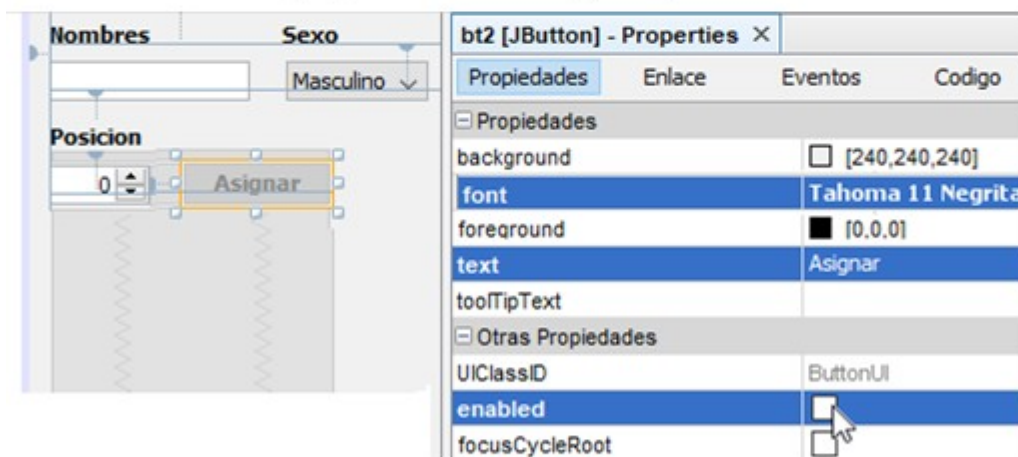 Nombres Sexo
Masculino
Posicion
0 Asignar
bt2 [JButton] - Properties ×
Propiedades Enlace Eventos Codigo
Propiedades
background [240,240,240]
font Tahoma 11 Negrita
foreground [0,0,0]
text Asignar
toolTipText
Otras Propiedades
UIClassID ButtonUI
enabled
focusCycleRoot